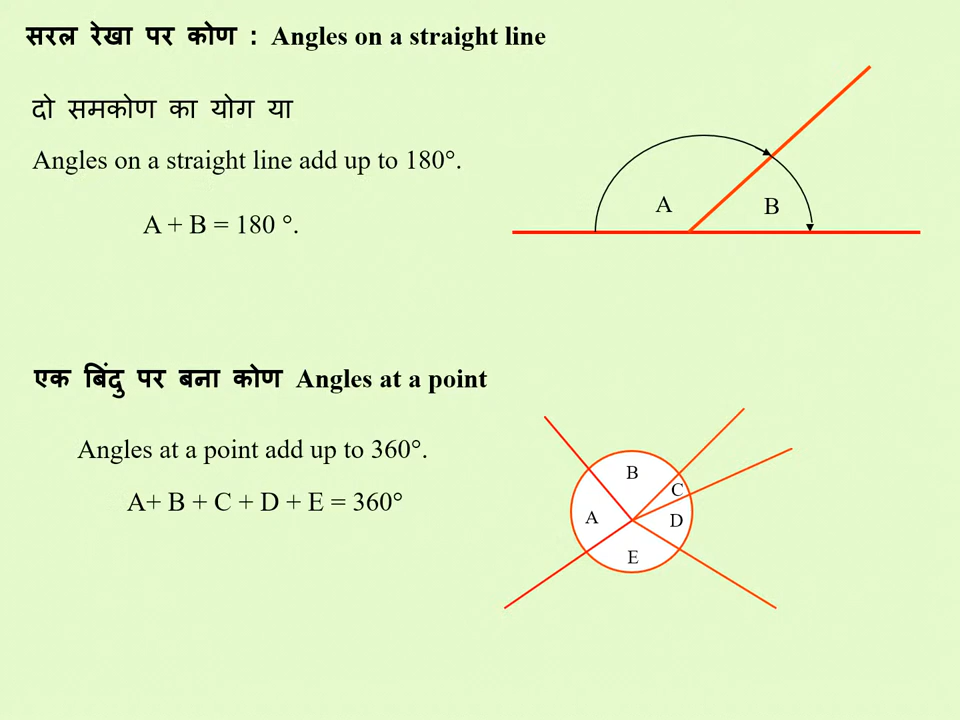 सरल रेखा पर कोण : Angles on a straight line
दो समकोण का योग या
Angles on a straight line add up to 180°.
A + B = 180 °.
A
B
एक बिंदु पर बना कोण Angles at a point
Angles at a point add up to 360°.
A+ B + C + D + E = 360°
B
C
A
D
E